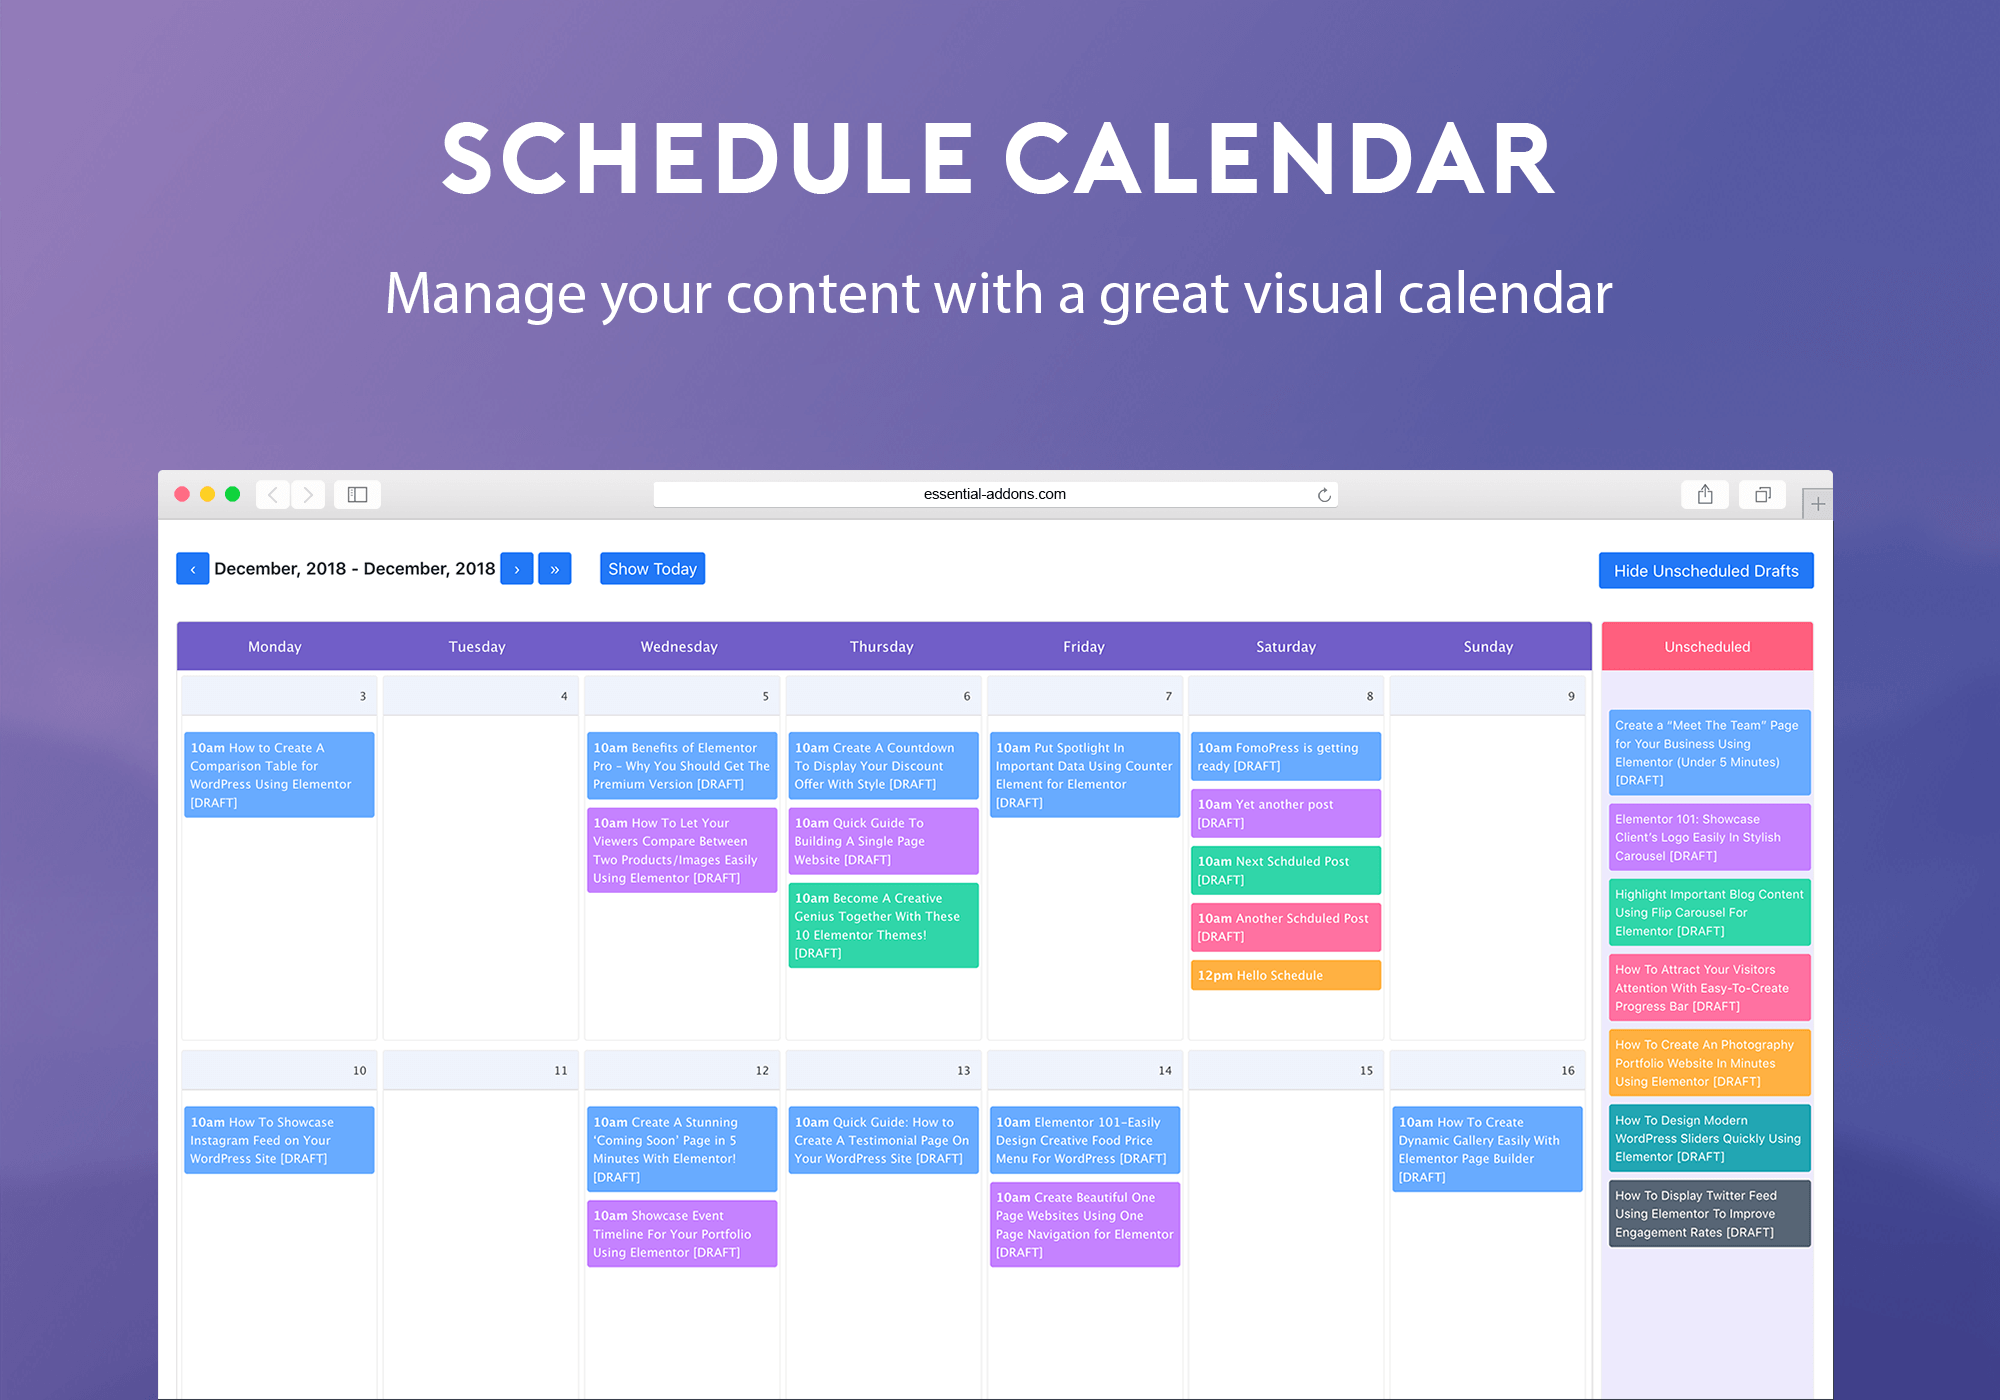 SCHEDULE CALENDAR
Manage your content with a great visual calendar
essential-addons.com
‹ December, 2018 - December, 2018 › » Show Today
Hide Unscheduled Drafts
Monday Tuesday Wednesday Thursday Friday Saturday Sunday
3 4 5 6 7 8 9
10am How to Create A
Comparison Table for
WordPress Using Elementor
[DRAFT]
10am Benefits of Elementor
Pro – Why You Should Get The
Premium Version [DRAFT]
10am How To Let Your
Viewers Compare Between
Two Products/Images Easily
Using Elementor [DRAFT]
10am Create A Countdown
To Display Your Discount
Offer With Style [DRAFT]
10am Quick Guide To
Building A Single Page
Website [DRAFT]
10am Become A Creative
Genius Together With These
10 Elementor Themes!
[DRAFT]
10am Put Spotlight In
Important Data Using Counter
Element for Elementor
[DRAFT]
10am FomoPress is getting
ready [DRAFT]
10am Yet another post
[DRAFT]
10am Next Schduled Post
[DRAFT]
10am Another Schduled Post
[DRAFT]
12pm Hello Schedule
10 11 12 13 14 15 16
10am How To Showcase
Instagram Feed on Your
WordPress Site [DRAFT]
10am Create A Stunning
‘Coming Soon’ Page in 5
Minutes With Elementor!
[DRAFT]
10am Showcase Event
Timeline For Your Portfolio
Using Elementor [DRAFT]
10am Quick Guide: How to
Create A Testimonial Page On
Your WordPress Site [DRAFT]
10am Elementor 101–Easily
Design Creative Food Price
Menu For WordPress [DRAFT]
10am Create Beautiful One
Page Websites Using One
Page Navigation for Elementor
[DRAFT]
10am How To Create
Dynamic Gallery Easily With
Elementor Page Builder
[DRAFT]
Unscheduled
Create a “Meet The Team” Page
for Your Business Using
Elementor (Under 5 Minutes)
[DRAFT]
Elementor 101: Showcase
Client’s Logo Easily In Stylish
Carousel [DRAFT]
Highlight Important Blog Content
Using Flip Carousel For
Elementor [DRAFT]
How To Attract Your Visitors
Attention With Easy-To-Create
Progress Bar [DRAFT]
How To Create An Photography
Portfolio Website In Minutes
Using Elementor [DRAFT]
How To Design Modern
WordPress Sliders Quickly Using
Elementor [DRAFT]
How To Display Twitter Feed
Using Elementor To Improve
Engagement Rates [DRAFT]